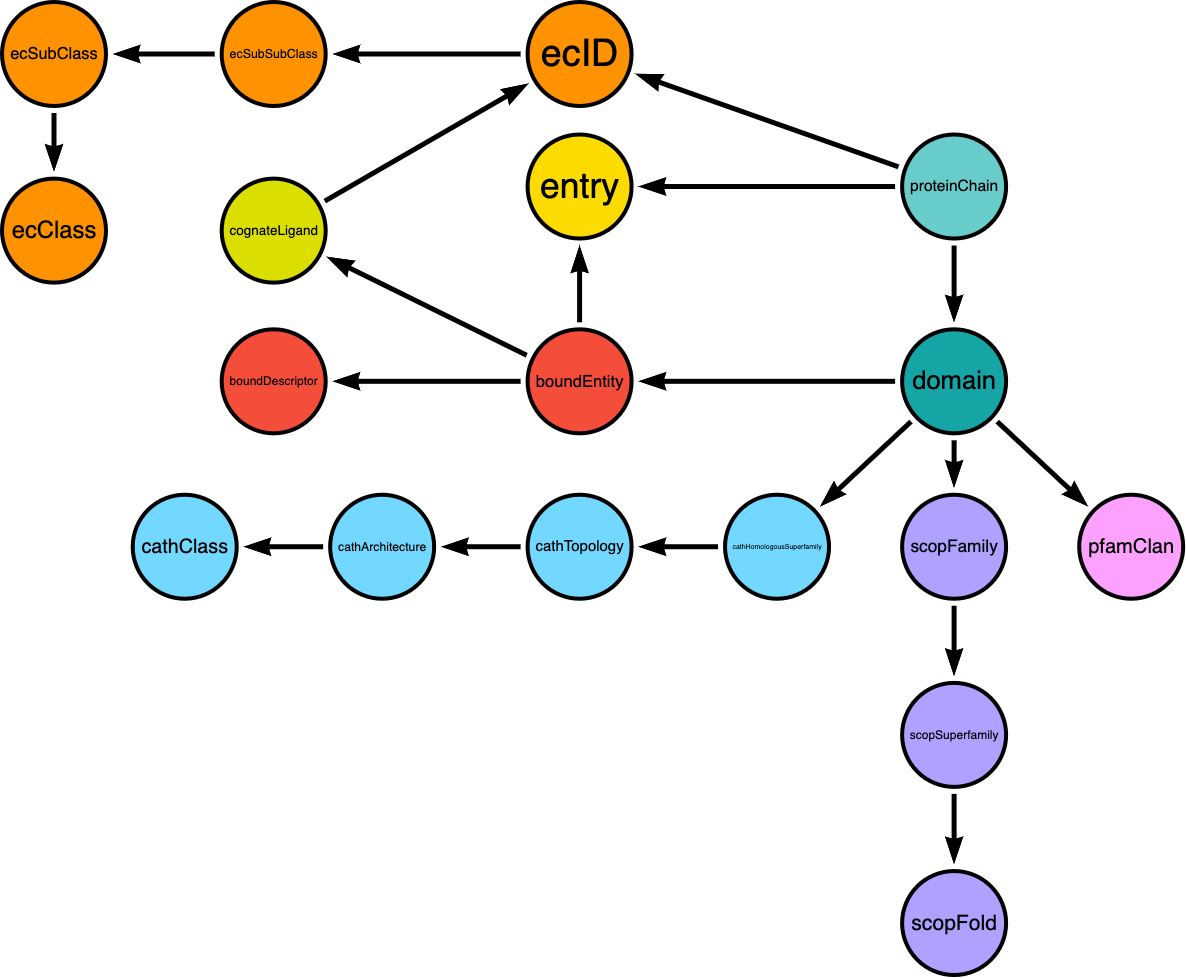 ecSubClass
ecSubSubClass
ecID
entry
proteinChain
ecClass
cognateLigand
boundDescriptor
boundEntity
domain
cathClass
cathArchitecture
cathTopology
cathHomologousSuperfamily
scopFamily
pfamClan
scopSuperfamily
scopFold